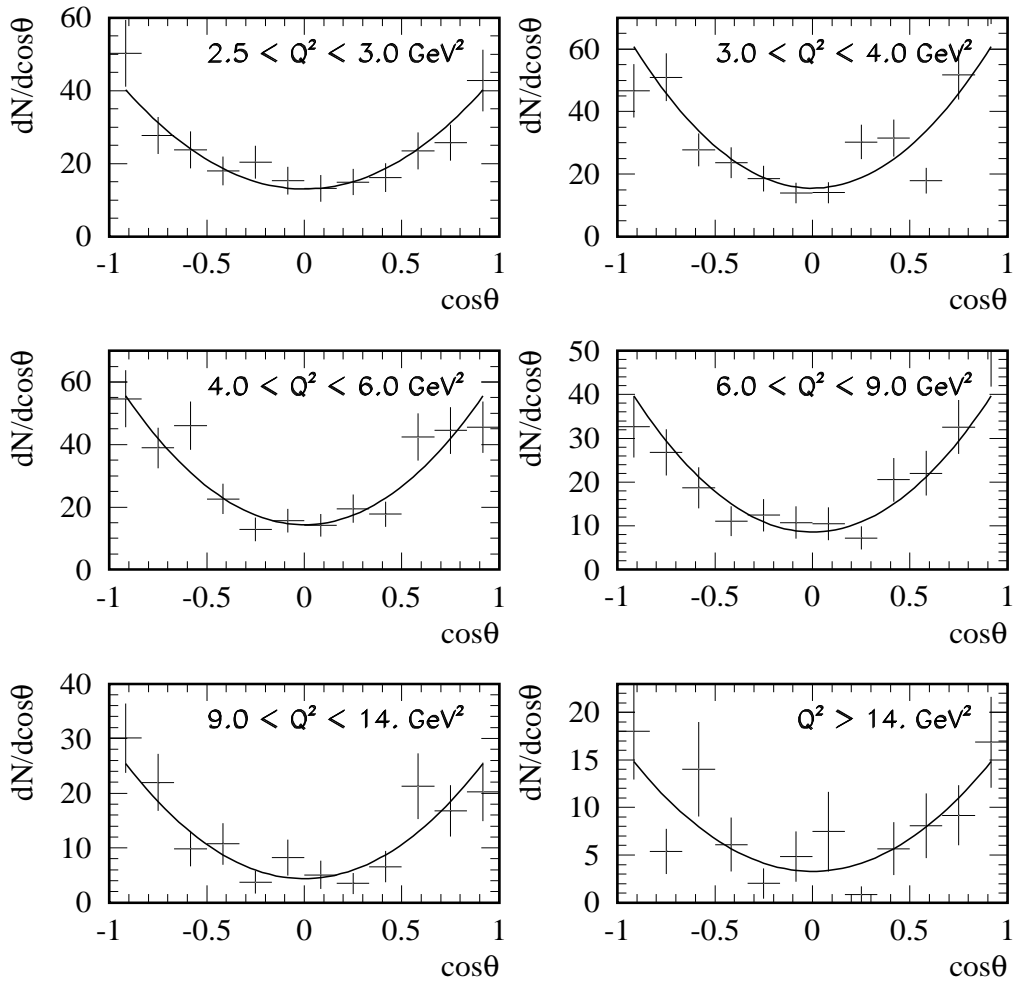 dN/dcosθ
60
40
20
0
2.5 < Q² < 3.0 GeV²
-1 -0.5 0 0.5 1
cosθ
dN/dcosθ
60
40
20
0
3.0 < Q² < 4.0 GeV²
-1 -0.5 0 0.5 1
cosθ
dN/dcosθ
60
40
20
0
4.0 < Q² < 6.0 GeV²
-1 -0.5 0 0.5 1
cosθ
dN/dcosθ
50
40
30
20
10
0
6.0 < Q² < 9.0 GeV²
-1 -0.5 0 0.5 1
cosθ
dN/dcosθ
40
30
20
10
0
9.0 < Q² < 14. GeV²
-1 -0.5 0 0.5 1
cosθ
dN/dcosθ
20
15
10
5
0
Q² > 14. GeV²
-1 -0.5 0 0.5 1
cosθ